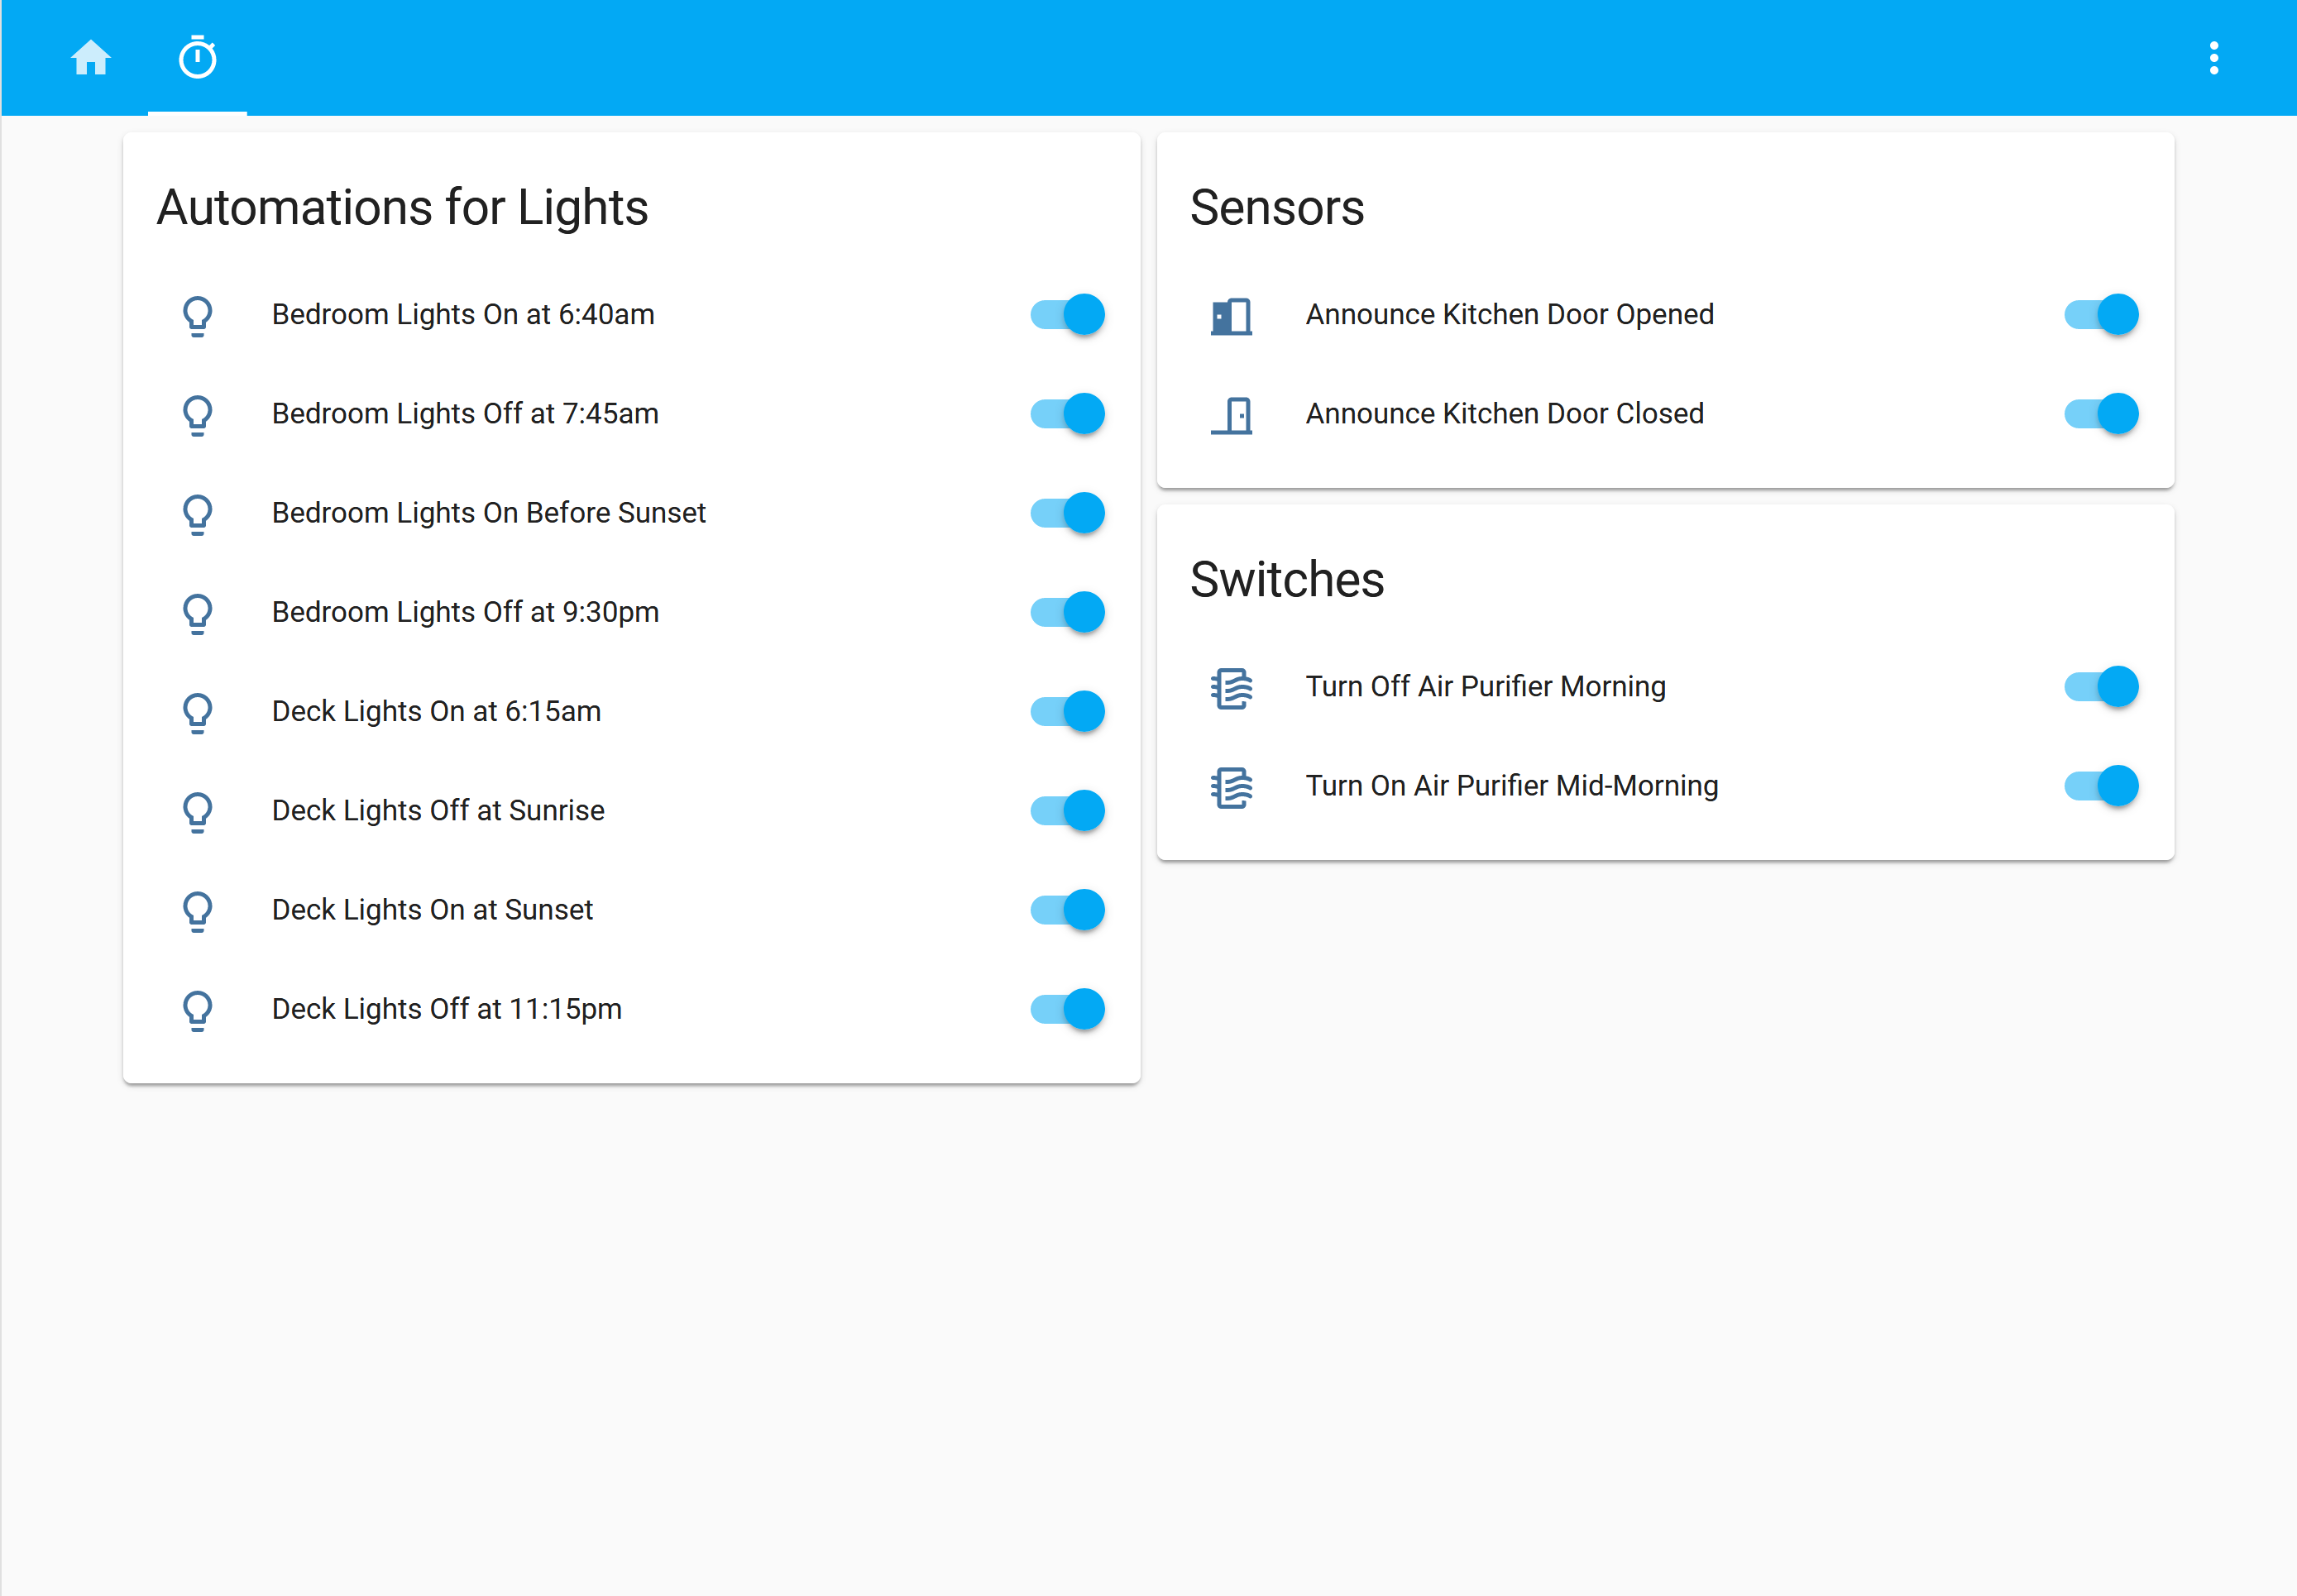 Automations for Lights
Bedroom Lights On at 6:40am
Bedroom Lights Off at 7:45am
Bedroom Lights On Before Sunset
Bedroom Lights Off at 9:30pm
Deck Lights On at 6:15am
Deck Lights Off at Sunrise
Deck Lights On at Sunset
Deck Lights Off at 11:15pm
Sensors
Announce Kitchen Door Opened
Announce Kitchen Door Closed
Switches
Turn Off Air Purifier Morning
Turn On Air Purifier Mid-Morning